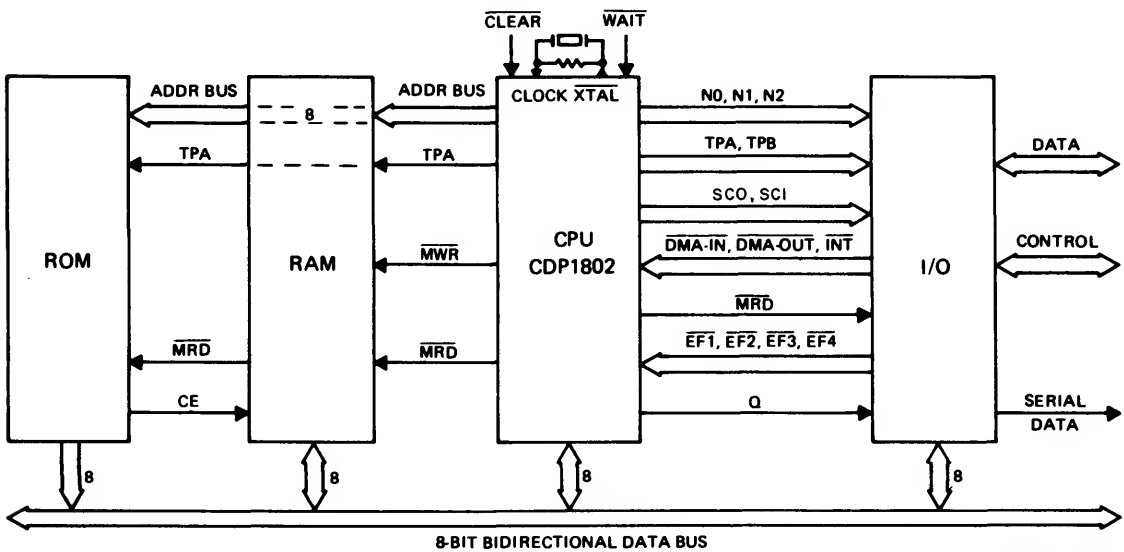 CLEAR
WAIT
CLOCK XTAL
ADDR BUS
8
ADDR BUS
N0, N1, N2
TPA
TPA
TPA, TPB
DATA
SCO, SCI
ROM
RAM
MWR
CPU
CDP1802
DMA-IN, DMA-OUT, INT
I/O
CONTROL
MRD
MRD
MRD
EF1, EF2, EF3, EF4
CE
Q
SERIAL
DATA
8
8
8
8
8-BIT BIDIRECTIONAL DATA BUS